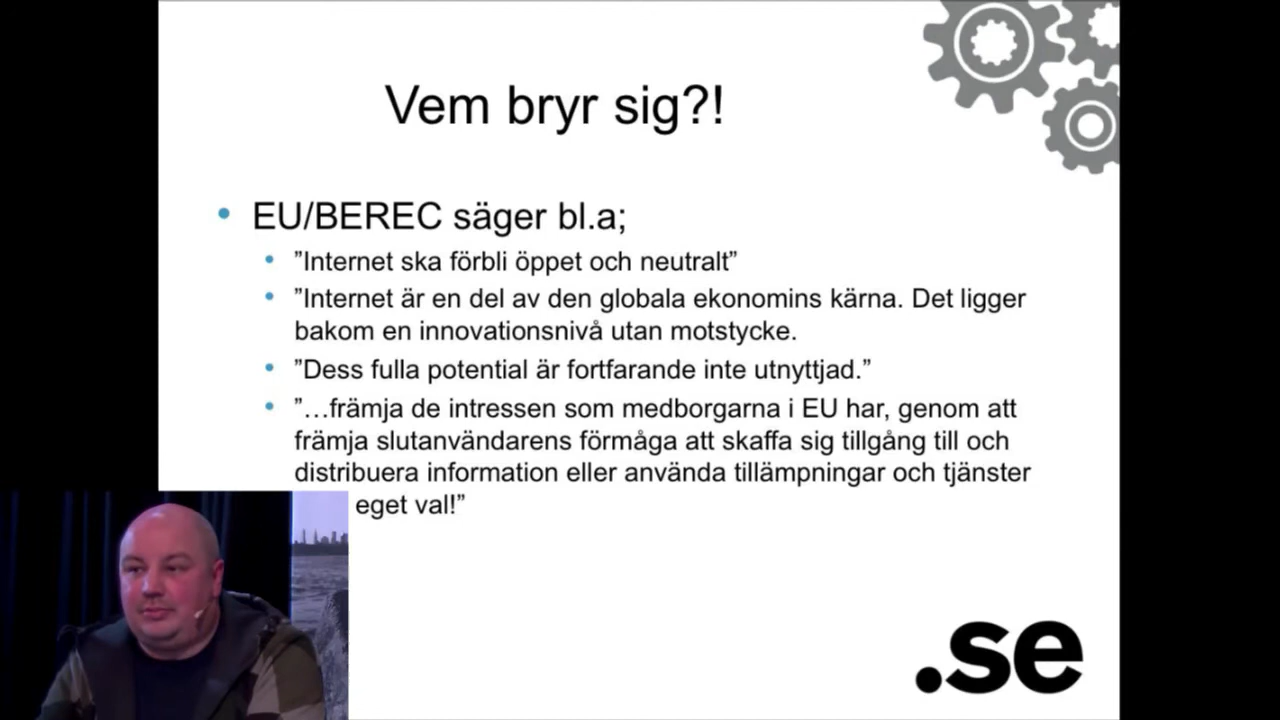 Vem bryr sig?!
• EU/BEREC säger bl.a;
• ”Internet ska förbli öppet och neutralt”
• ”Internet är en del av den globala ekonomins kärna. Det ligger
bakom en innovationsnivå utan motstycke.
• ”Dess fulla potential är fortfarande inte utnyttjad.”
• ”…främja de intressen som medborgarna i EU har, genom att
främja slutanvändarens förmåga att skaffa sig tillgång till och
distribuera information eller använda tillämpningar och tjänster
eget val!”
.se